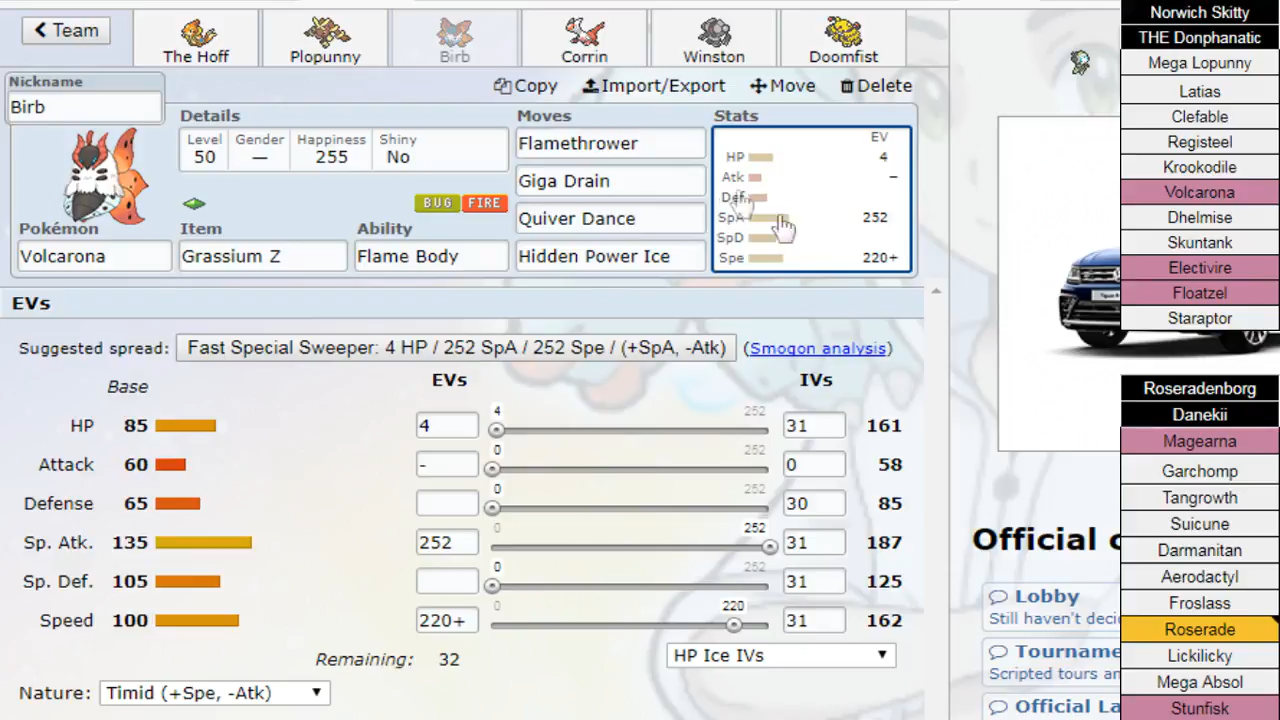 Team
The Hoff
Plopunny
Birb
Corrin
Winston
Doomfist
Nickname
Birb
Copy
Import/Export
Move
Delete
Details
Level
50
Gender
—
Happiness
255
Shiny
No
BUG FIRE
Pokémon
Volcarona
Item
Grassium Z
Ability
Flame Body
Moves
Flamethrower
Giga Drain
Quiver Dance
Hidden Power Ice
Stats
EV
HP 4
Atk –
Def
SpA 252
SpD
Spe 220+
EVs
Suggested spread: Fast Special Sweeper: 4 HP / 252 SpA / 252 Spe / (+SpA, -Atk) (Smogon analysis)
Base EVs IVs
HP 85 4 4 252 31 161
Attack 60 - 0 252 0 58
Defense 65 0 252 30 85
Sp. Atk. 135 252 0 252 31 187
Sp. Def. 105 0 252 31 125
Speed 100 220+ 0 220 31 162
Remaining: 32
HP Ice IVs
Nature: Timid (+Spe, -Atk)
Official c
Lobby
Still haven't deci
Tourname
Scripted tours an
Official La
Norwich Skitty
THE Donphanatic
Mega Lopunny
Latias
Clefable
Registeel
Krookodile
Volcarona
Dhelmise
Skuntank
Electivire
Floatzel
Staraptor
Roseradenborg
Danekii
Magearna
Garchomp
Tangrowth
Suicune
Darmanitan
Aerodactyl
Froslass
Roserade
Lickilicky
Mega Absol
Stunfisk